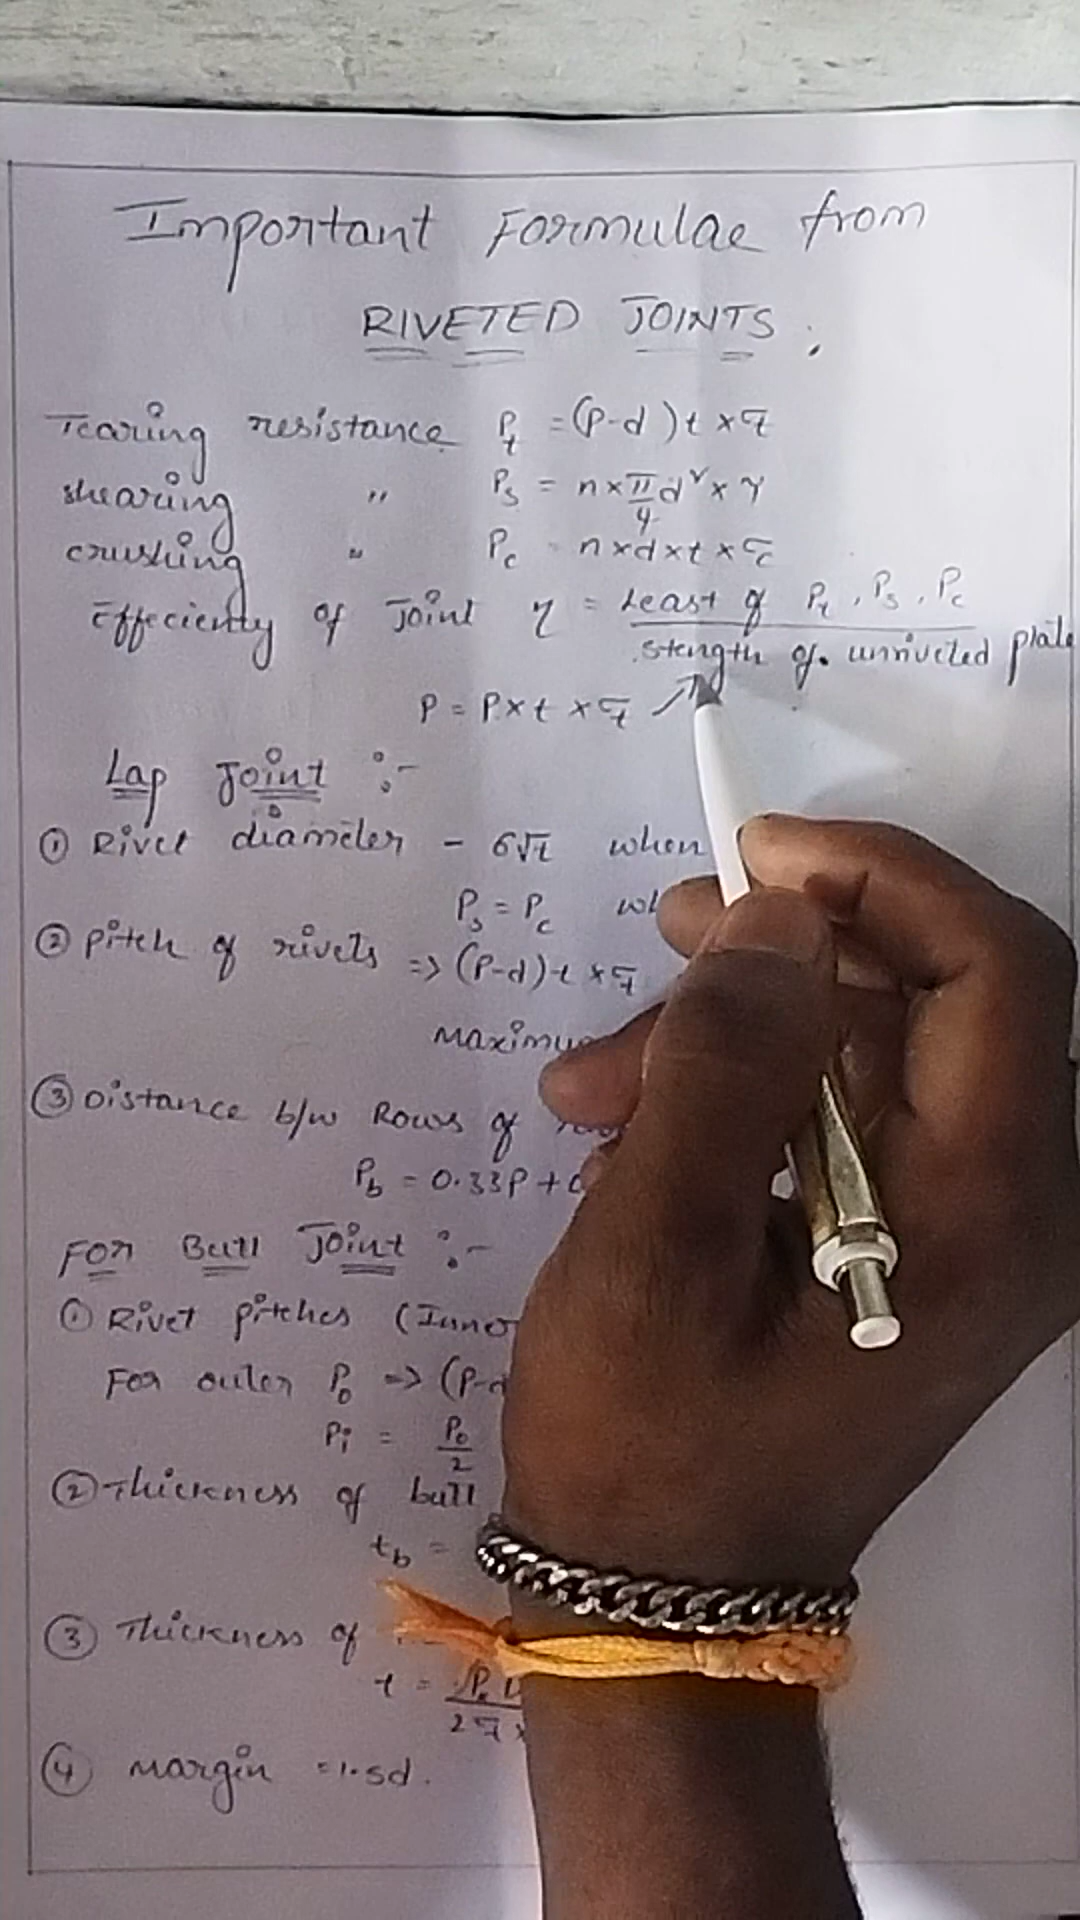 Important Formulae from
RIVETED JOINTS :
Tearing resistance Pt = (P-d)t × σt
shearing " Ps = n × π/4 d² × τ
crushing " Pc = n×d×t×σc
Effecienty of Joint η = Least of Pt, Ps, Pc / stength of. unriveted plate
P = P×t×σt
Lap Joint :-
① Rivet diameter - 6√t when
Ps = Pc
② Pitch of rivets => (P-d)t × σt
③ Distance b/w Rows of
Pb = 0.33P +
For Butt Joint :-
① Rivet pitches
For outer Po =>
Pi = Po/2
② Thickness of butt
tb =
③ Thickness of
t =
④ margin = 1.5d.